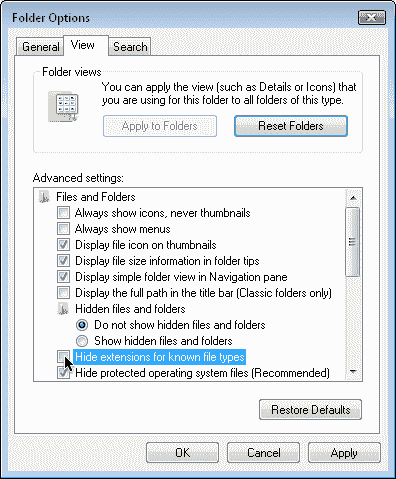 Folder Options
General View Search
Folder views
You can apply the view (such as Details or Icons) that
you are using for this folder to all folders of this type.
Apply to Folders Reset Folders
Advanced settings:
Files and Folders
Always show icons, never thumbnails
Always show menus
Display file icon on thumbnails
Display file size information in folder tips
Display simple folder view in Navigation pane
Display the full path in the title bar (Classic folders only)
Hidden files and folders
Do not show hidden files and folders
Show hidden files and folders
Hide extensions for known file types
Hide protected operating system files (Recommended)
Restore Defaults
OK Cancel Apply